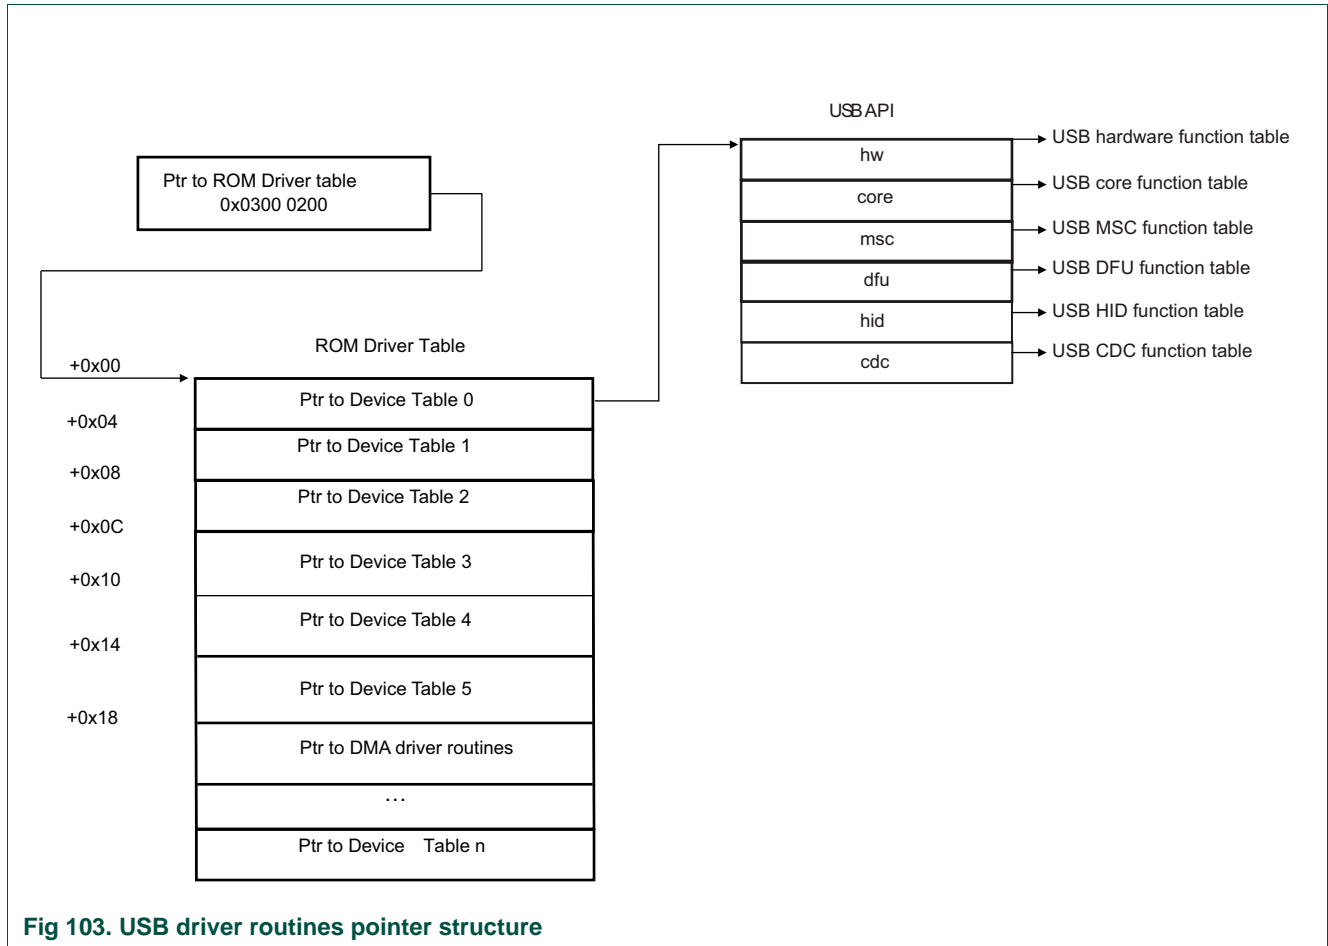 USB API
hw
core
msc
dfu
hid
cdc
USB hardware function table
USB core function table
USB MSC function table
USB DFU function table
USB HID function table
USB CDC function table
Ptr to ROM Driver table
0x0300 0200
ROM Driver Table
+0x00
Ptr to Device Table 0
+0x04
Ptr to Device Table 1
+0x08
Ptr to Device Table 2
+0x0C
Ptr to Device Table 3
+0x10
Ptr to Device Table 4
+0x14
Ptr to Device Table 5
+0x18
Ptr to DMA driver routines
...
Ptr to Device Table n
Fig 103. USB driver routines pointer structure